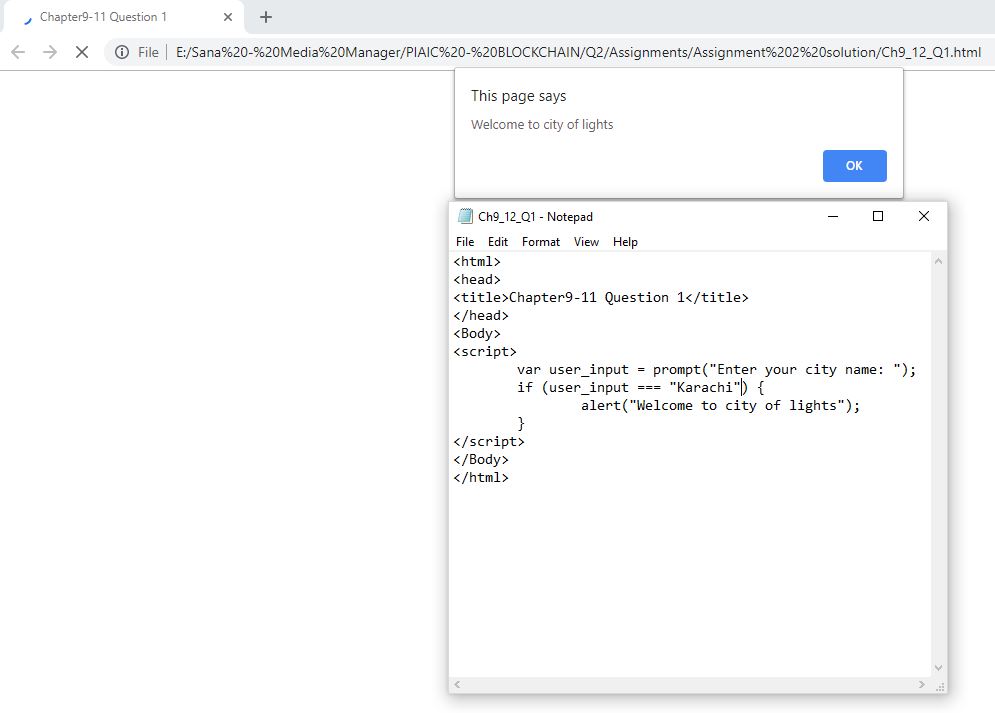 Chapter9-11 Question 1
File E:/Sana%20-%20Media%20Manager/PIAIC%20-%20BLOCKCHAIN/Q2/Assignments/Assignment%202%20solution/Ch9_12_Q1.html
This page says
Welcome to city of lights
OK
Ch9_12_Q1 - Notepad
File Edit Format View Help
<html>
<head>
<title>Chapter9-11 Question 1</title>
</head>
<Body>
<script>
        var user_input = prompt("Enter your city name: ");
        if (user_input === "Karachi") {
                alert("Welcome to city of lights");
        }
</script>
</Body>
</html>